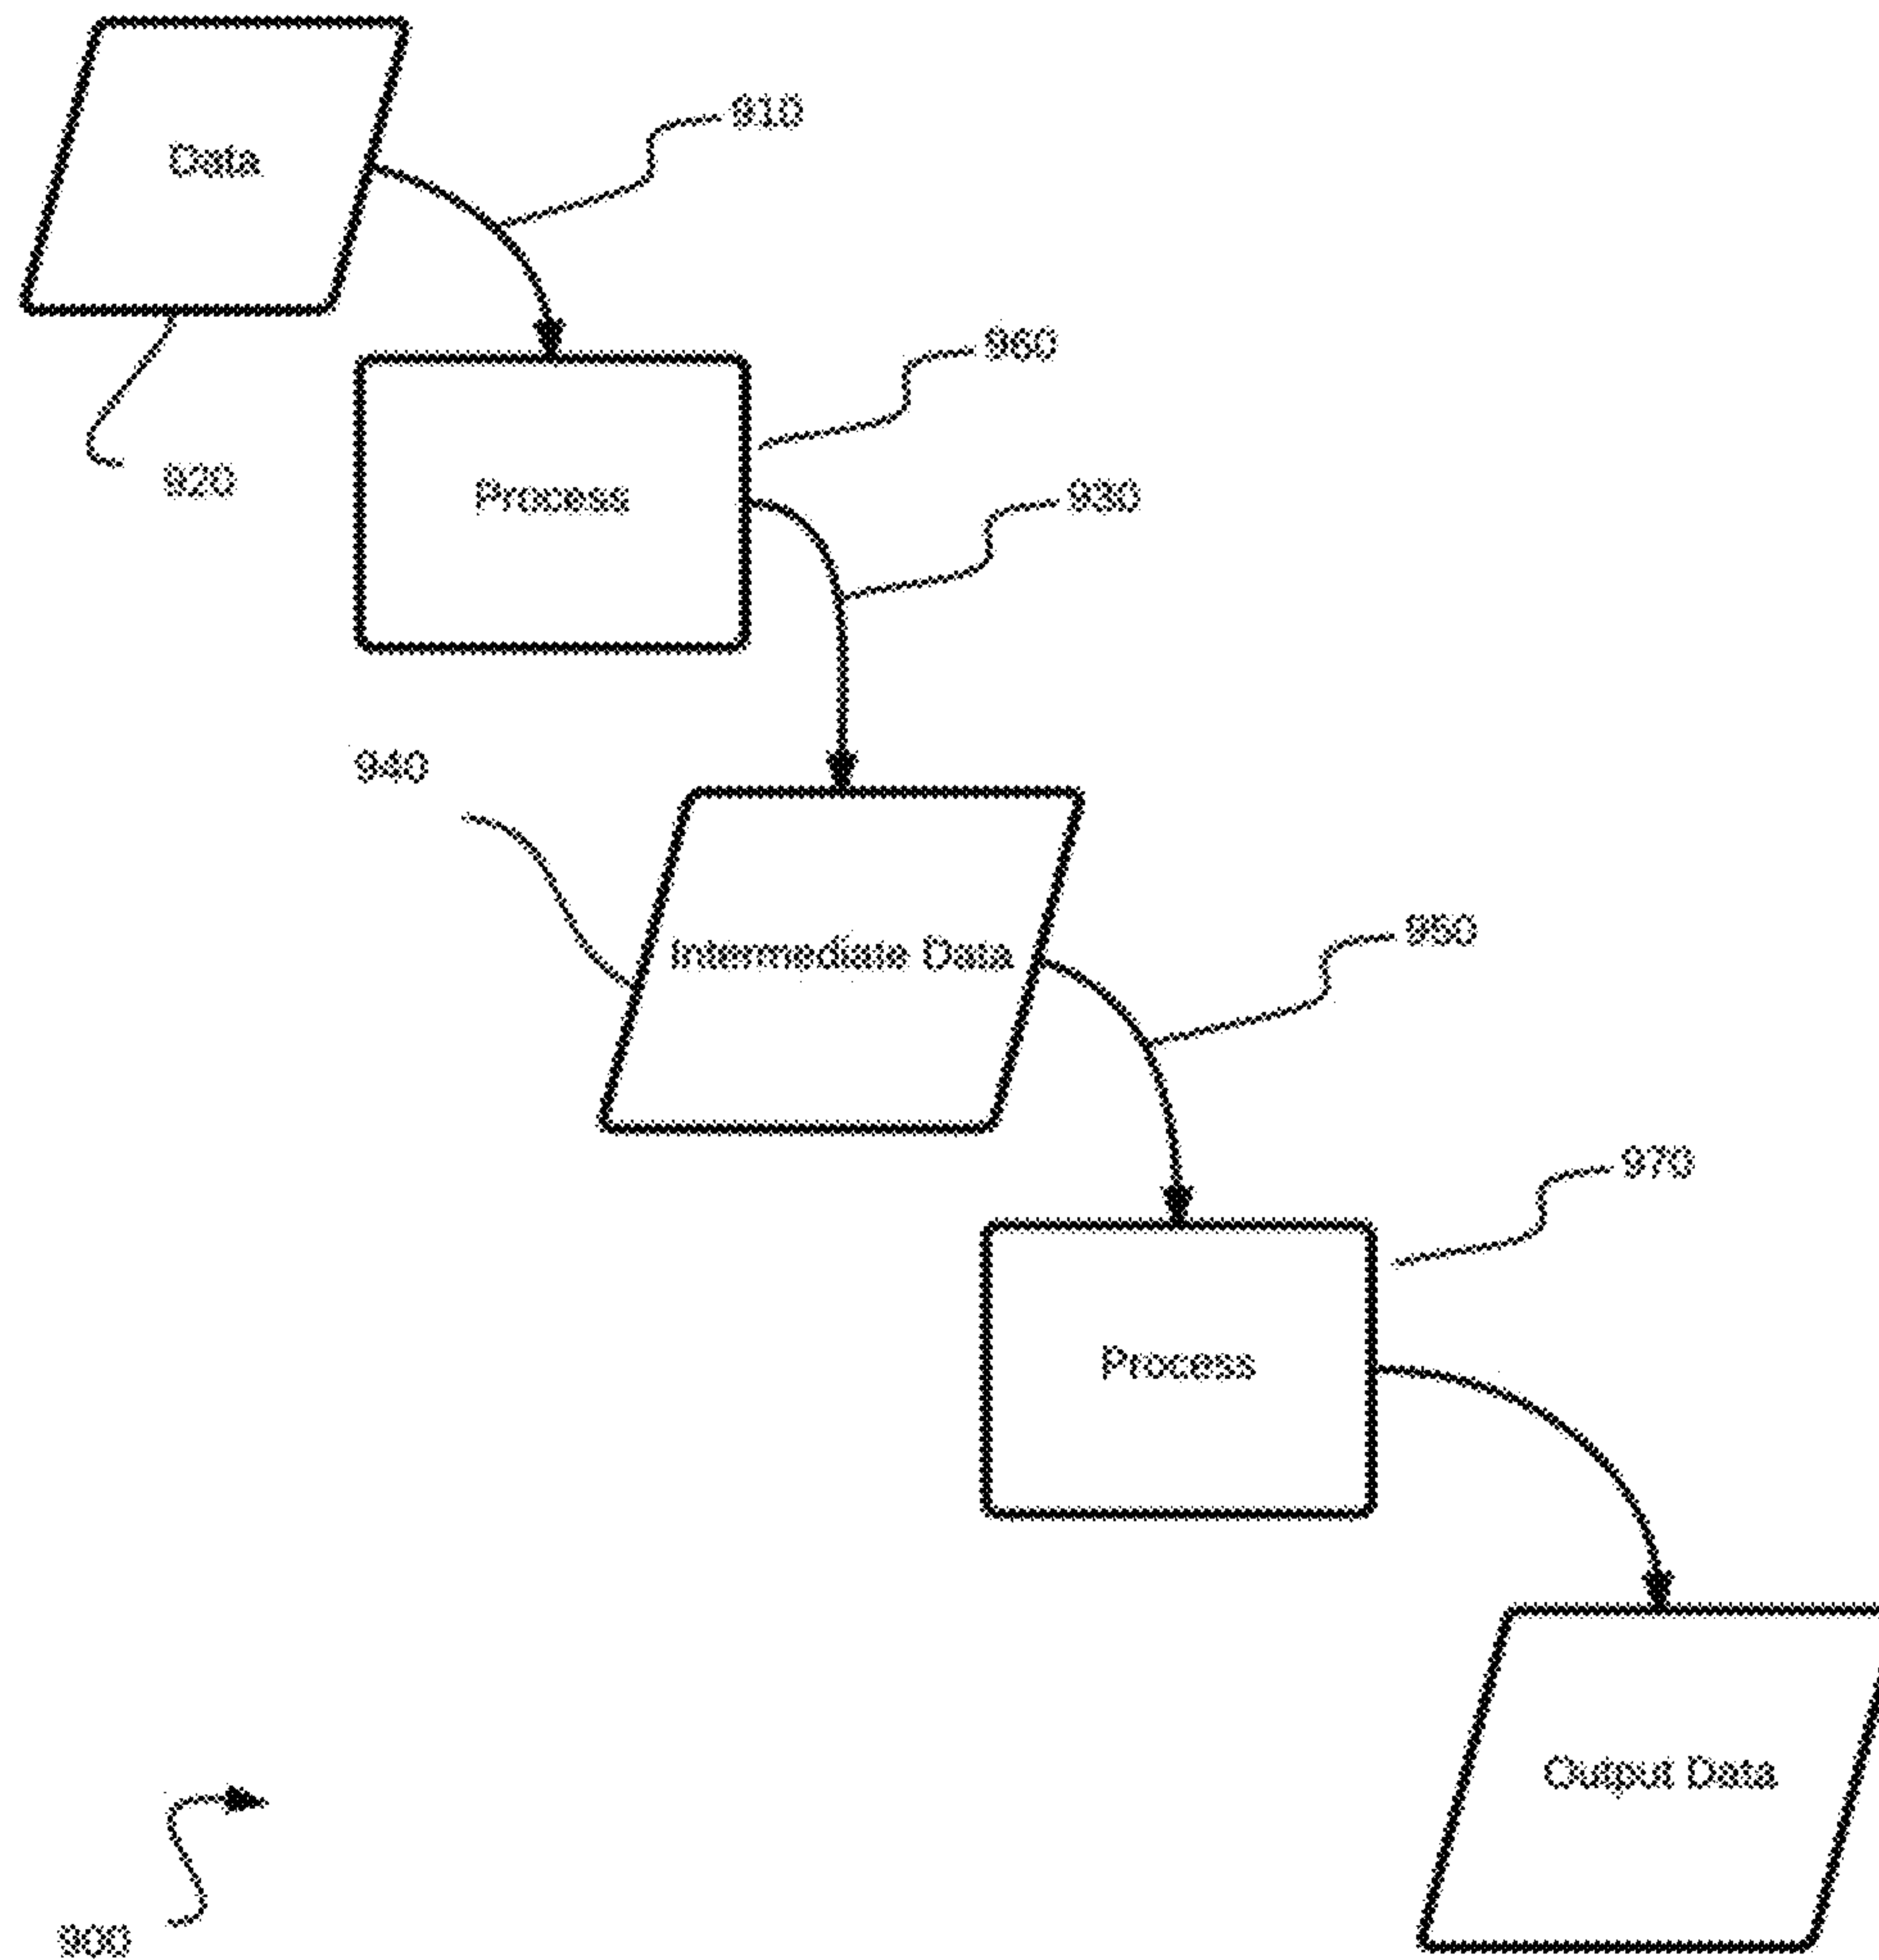 Data
910
960
920
Process
930
940
Intermediate Data
950
970
Process
Output Data
900